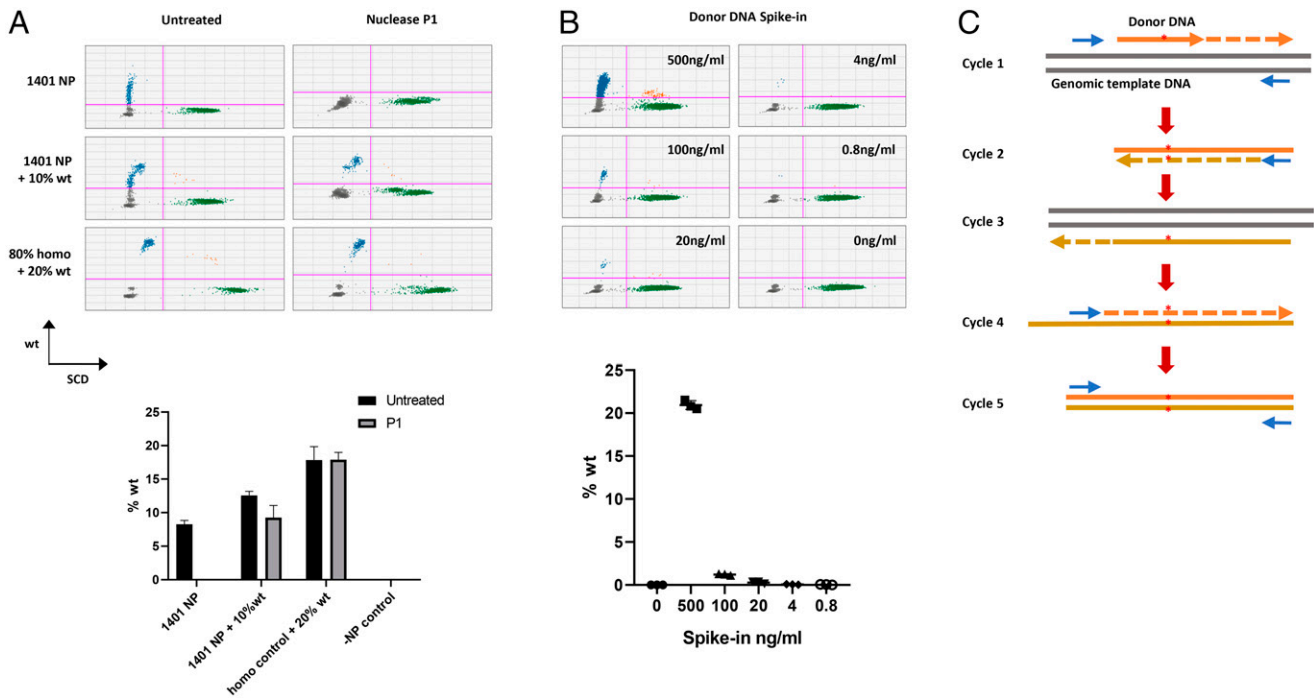 A
Untreated
Nuclease P1
1401 NP
1401 NP
+ 10% wt
80% homo
+ 20% wt
wt
SCD
Untreated
P1
% wt
25
20
15
10
5
0
1401 NP
1401 NP + 10%wt
homo control + 20% wt
-NP control
B
Donor DNA Spike-in
500ng/ml
4ng/ml
100ng/ml
0.8ng/ml
20ng/ml
0ng/ml
% wt
25
20
15
10
5
0
0 500 100 20 4 0.8
Spike-in ng/ml
C
Donor DNA
Cycle 1
Genomic template DNA
Cycle 2
Cycle 3
Cycle 4
Cycle 5